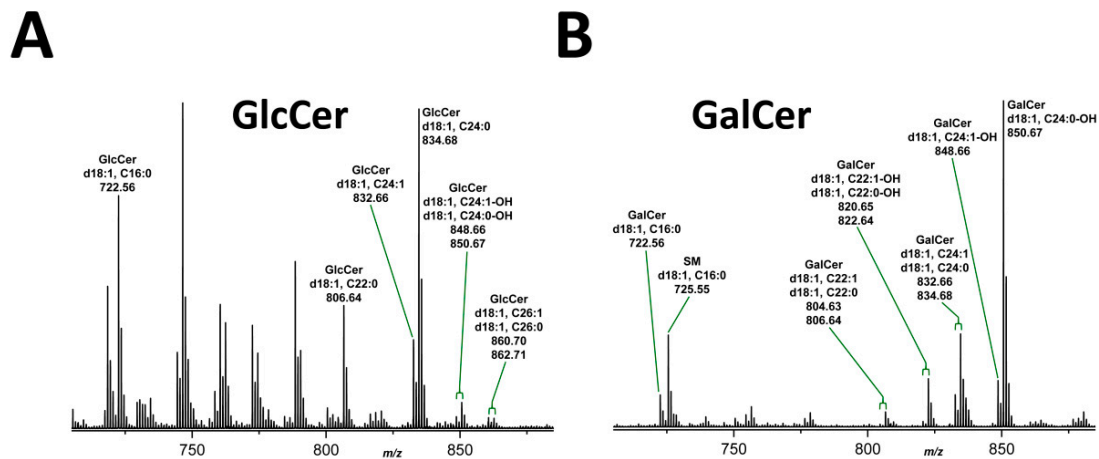 A
GlcCer
GlcCer
d18:1, C16:0
722.56
GlcCer
d18:1, C22:0
806.64
GlcCer
d18:1, C24:1
832.66
GlcCer
d18:1, C24:0
834.68
GlcCer
d18:1, C24:1-OH
d18:1, C24:0-OH
848.66
850.67
GlcCer
d18:1, C26:1
d18:1, C26:0
860.70
862.71
750
800
m/z
850
B
GalCer
GalCer
d18:1, C16:0
722.56
SM
d18:1, C16:0
725.55
GalCer
d18:1, C22:1
d18:1, C22:0
804.63
806.64
GalCer
d18:1, C22:1-OH
d18:1, C22:0-OH
820.65
822.64
GalCer
d18:1, C24:1
d18:1, C24:0
832.66
834.68
GalCer
d18:1, C24:1-OH
848.66
GalCer
d18:1, C24:0-OH
850.67
750
800
m/z
850